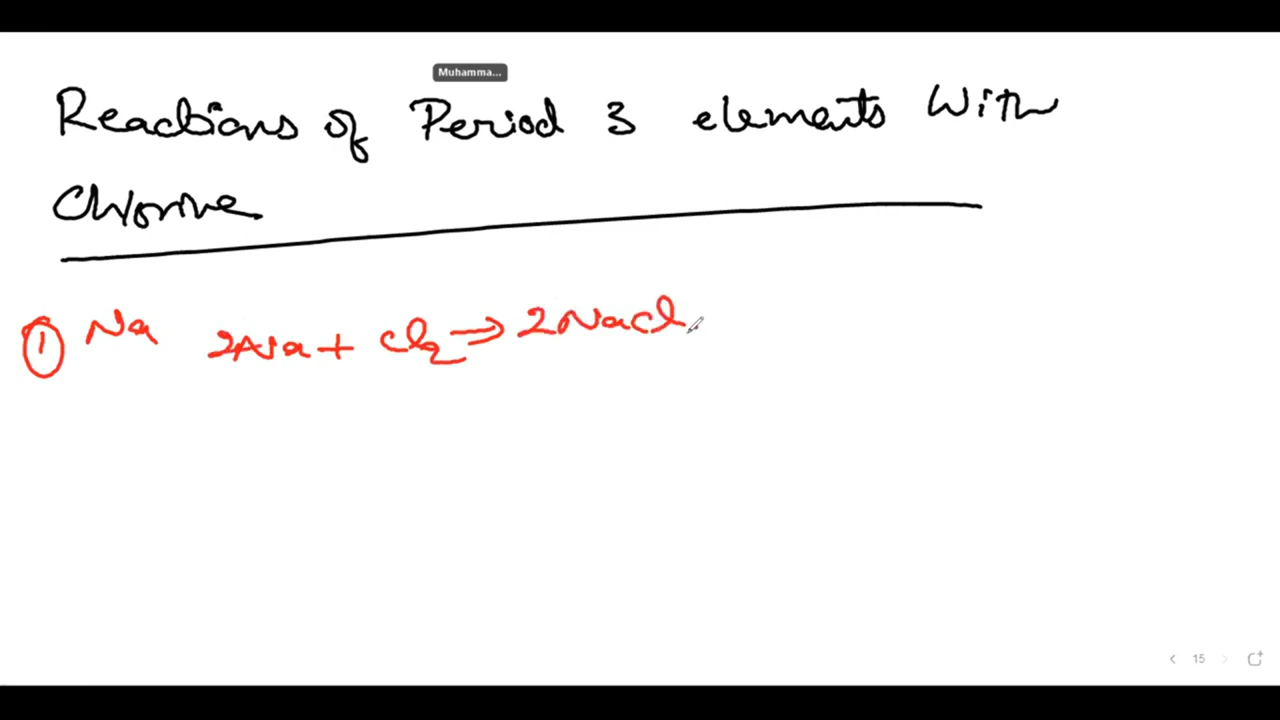 Muhamma...
Reactions of Period 3 elements With
Chlorine
① Na 2Na + Cl₂ → 2NaCl
15